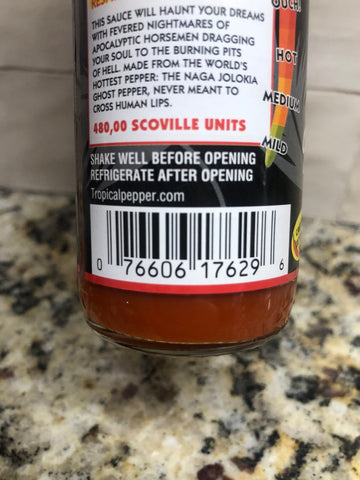 THIS SAUCE WILL HAUNT YOUR DREAMS
WITH FEVERED NIGHTMARES OF
APOCALYPTIC HORSEMEN DRAGGING
YOUR SOUL TO THE BURNING PITS
OF HELL. MADE FROM THE WORLD'S
HOTTEST PEPPER: THE NAGA JOLOKIA
GHOST PEPPER, NEVER MEANT TO
CROSS HUMAN LIPS.
480,00 SCOVILLE UNITS
OUCH!
HOT
MEDIUM
MILD
SHAKE WELL BEFORE OPENING
REFRIGERATE AFTER OPENING
Tropicalpepper.com
0 76606 17629 6